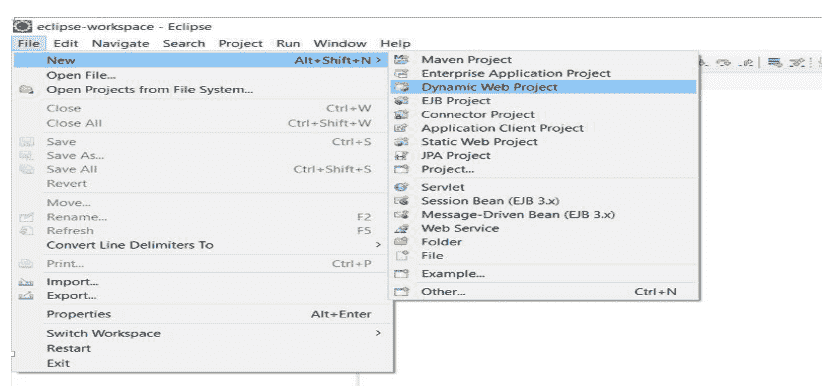 eclipse-workspace - Eclipse
File Edit Navigate Search Project Run Window Help
New Alt+Shift+N >
Open File...
Open Projects from File System...
Close Ctrl+W
Close All Ctrl+Shift+W
Save Ctrl+S
Save As...
Save All Ctrl+Shift+S
Revert
Move...
Rename... F2
Refresh F5
Convert Line Delimiters To >
Print... Ctrl+P
Import...
Export...
Properties Alt+Enter
Switch Workspace >
Restart
Exit
Maven Project
Enterprise Application Project
Dynamic Web Project
EJB Project
Connector Project
Application Client Project
Static Web Project
JPA Project
Project...
Servlet
Session Bean (EJB 3.x)
Message-Driven Bean (EJB 3.x)
Web Service
Folder
File
Example...
Other... Ctrl+N